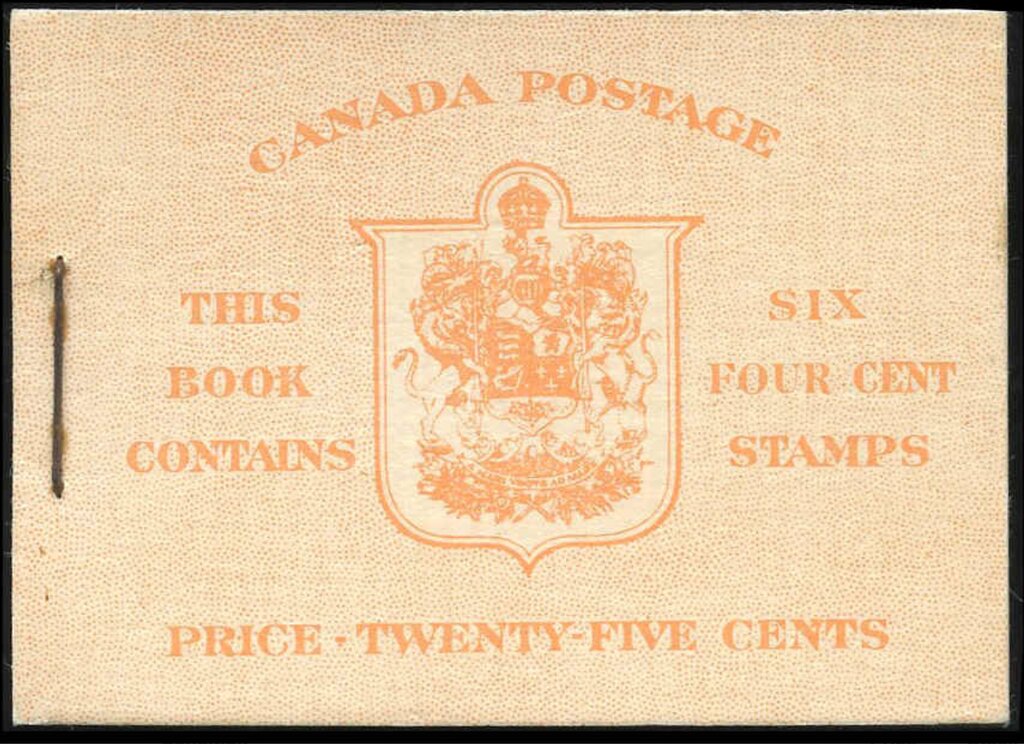 CANADA POSTAGE
THIS
BOOK
CONTAINS
SIX
FOUR CENT
STAMPS
PRICE - TWENTY-FIVE CENTS